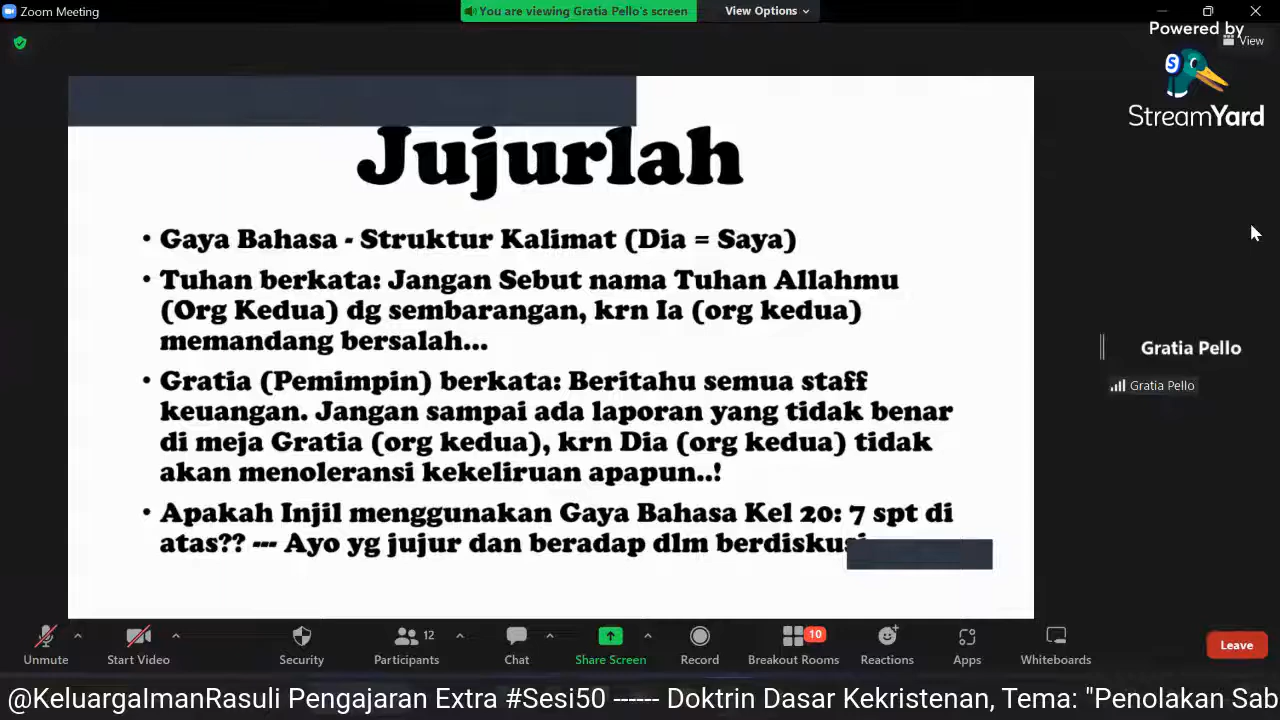 Zoom Meeting
You are viewing Gratia Pello's screen
View Options
Powered by
View
StreamYard
Jujurlah
• Gaya Bahasa - Struktur Kalimat (Dia = Saya)
• Tuhan berkata: Jangan Sebut nama Tuhan Allahmu
(Org Kedua) dg sembarangan, krn Ia (org kedua)
memandang bersalah...
• Gratia (Pemimpin) berkata: Beritahu semua staff
keuangan. Jangan sampai ada laporan yang tidak benar
di meja Gratia (org kedua), krn Dia (org kedua) tidak
akan menoleransi kekeliruan apapun..!
• Apakah Injil menggunakan Gaya Bahasa Kel 20: 7 spt di
atas?? --- Ayo yg jujur dan beradap dlm berdiskusi
Gratia Pello
Gratia Pello
12
10
Unmute
Start Video
Security
Participants
Chat
Share Screen
Record
Breakout Rooms
Reactions
Apps
Whiteboards
Leave
@KeluargaImanRasuli Pengajaran Extra #Sesi50 ------ Doktrin Dasar Kekristenan, Tema: "Penolakan Sab